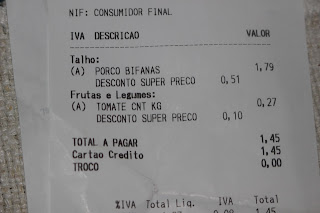 NIF: CONSUMIDOR FINAL
IVA DESCRICAO VALOR
Talho:
(A) PORCO BIFANAS 1,79
DESCONTO SUPER PRECO 0,51
Frutas e Legumes:
(A) TOMATE CNT KG 0,27
DESCONTO SUPER PRECO 0,10
TOTAL A PAGAR 1,45
Cartao Credito 1,45
TROCO 0,00
%IVA Total Liq. IVA Total
1,45